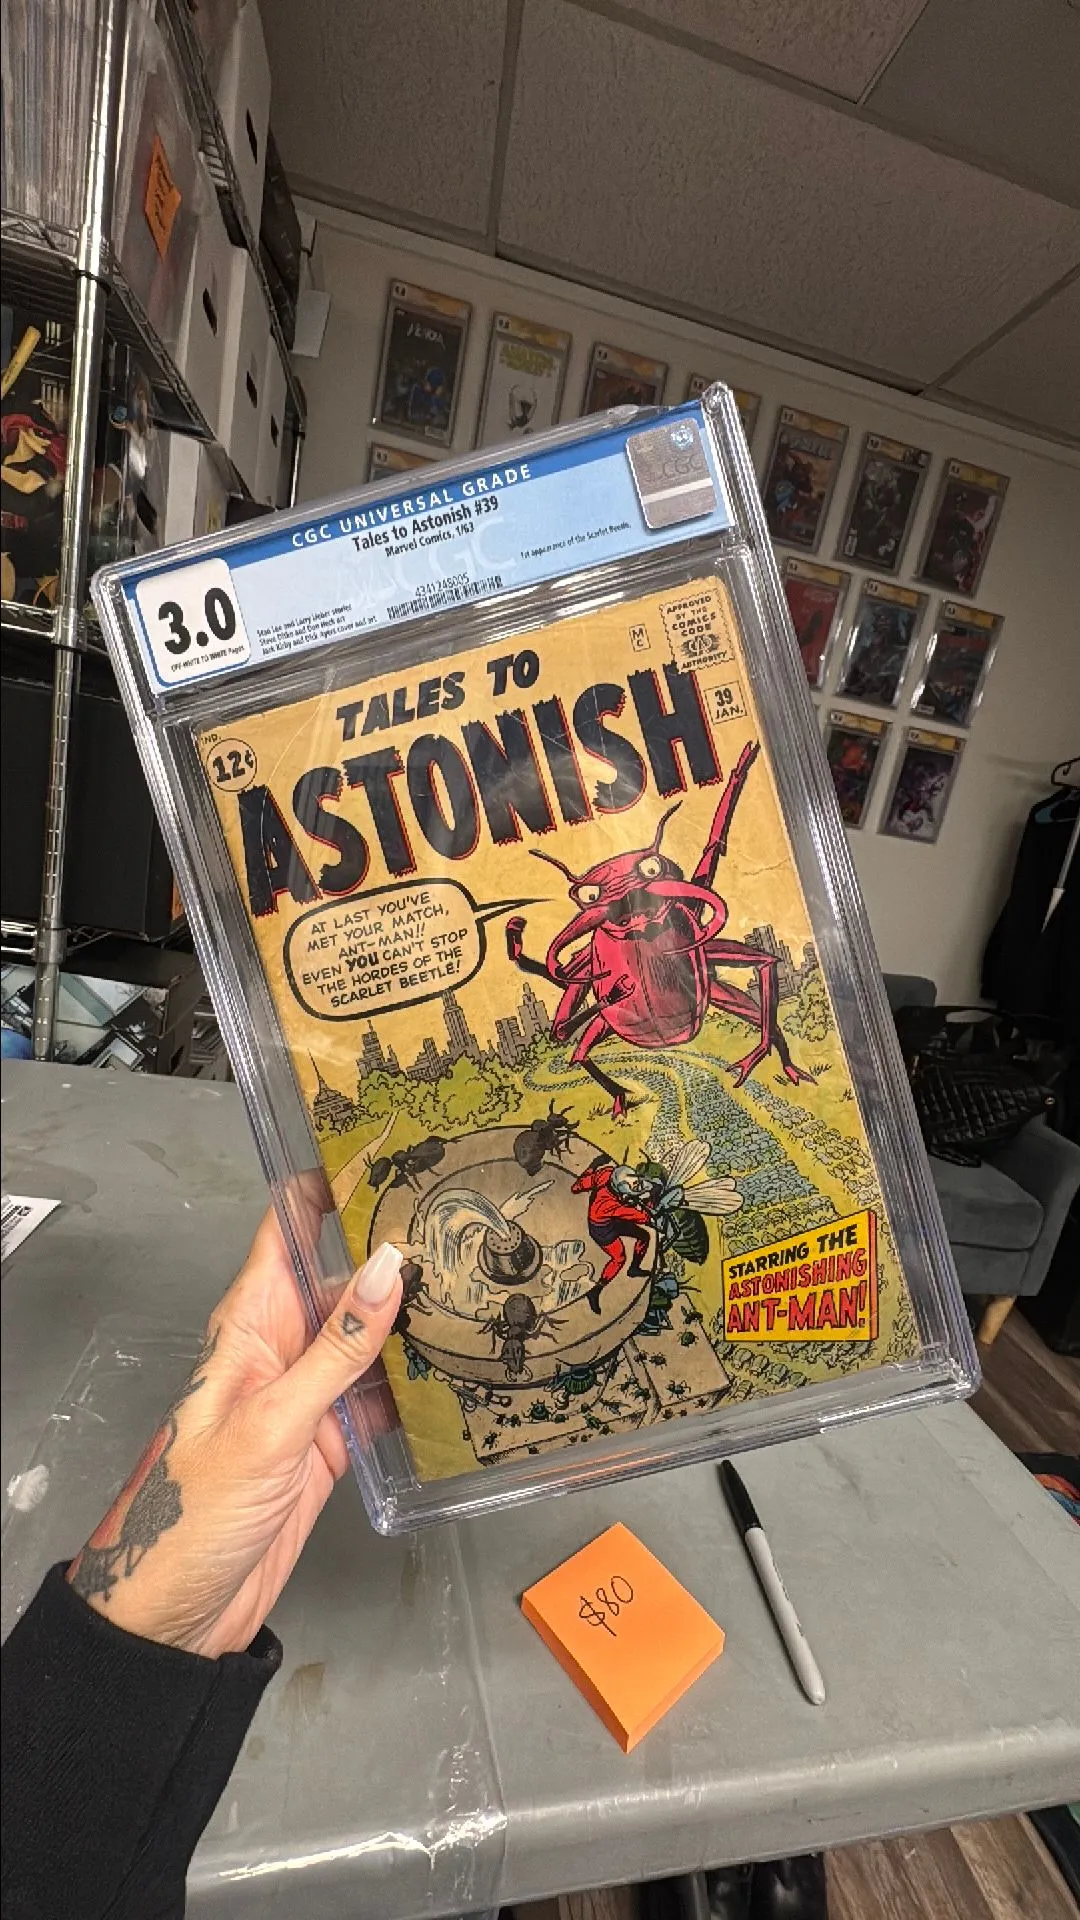 CGC UNIVERSAL GRADE
Tales to Astonish #39
Marvel Comics, 1/63
1st appearance of the Scarlet Beetle.
4341248005
3.0
OFF-WHITE TO WHITE Pages
Stan Lee and Larry Lieber stories
Steve Ditko and Don Heck art
Jack Kirby and Dick Ayers cover and art
CGC
APPROVED
BY THE
COMICS
CODE
AUTHORITY
M
C
IND.
12¢
39
JAN.
TALES TO
ASTONISH
AT LAST YOU'VE
MET YOUR MATCH,
ANT-MAN!!
EVEN YOU CAN'T STOP
THE HORDES OF THE
SCARLET BEETLE!
STARRING THE
ASTONISHING
ANT-MAN!
$80